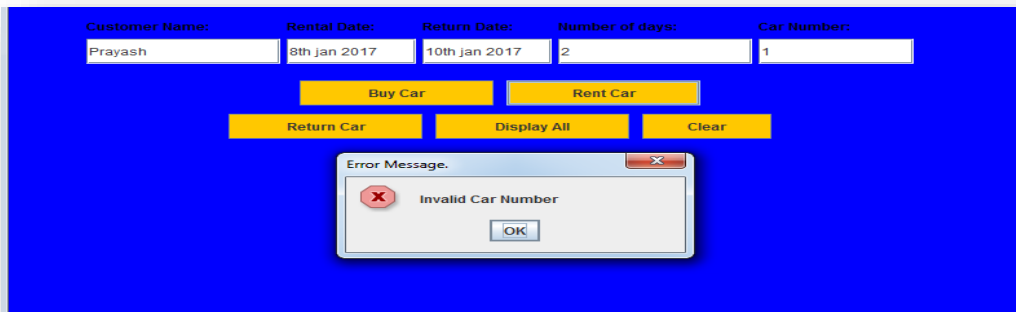 Customer Name: Rental Date: Return Date: Number of days: Car Number:
Prayash 8th jan 2017 10th jan 2017 2 1
Buy Car Rent Car
Return Car Display All Clear
Error Message.
Invalid Car Number
OK